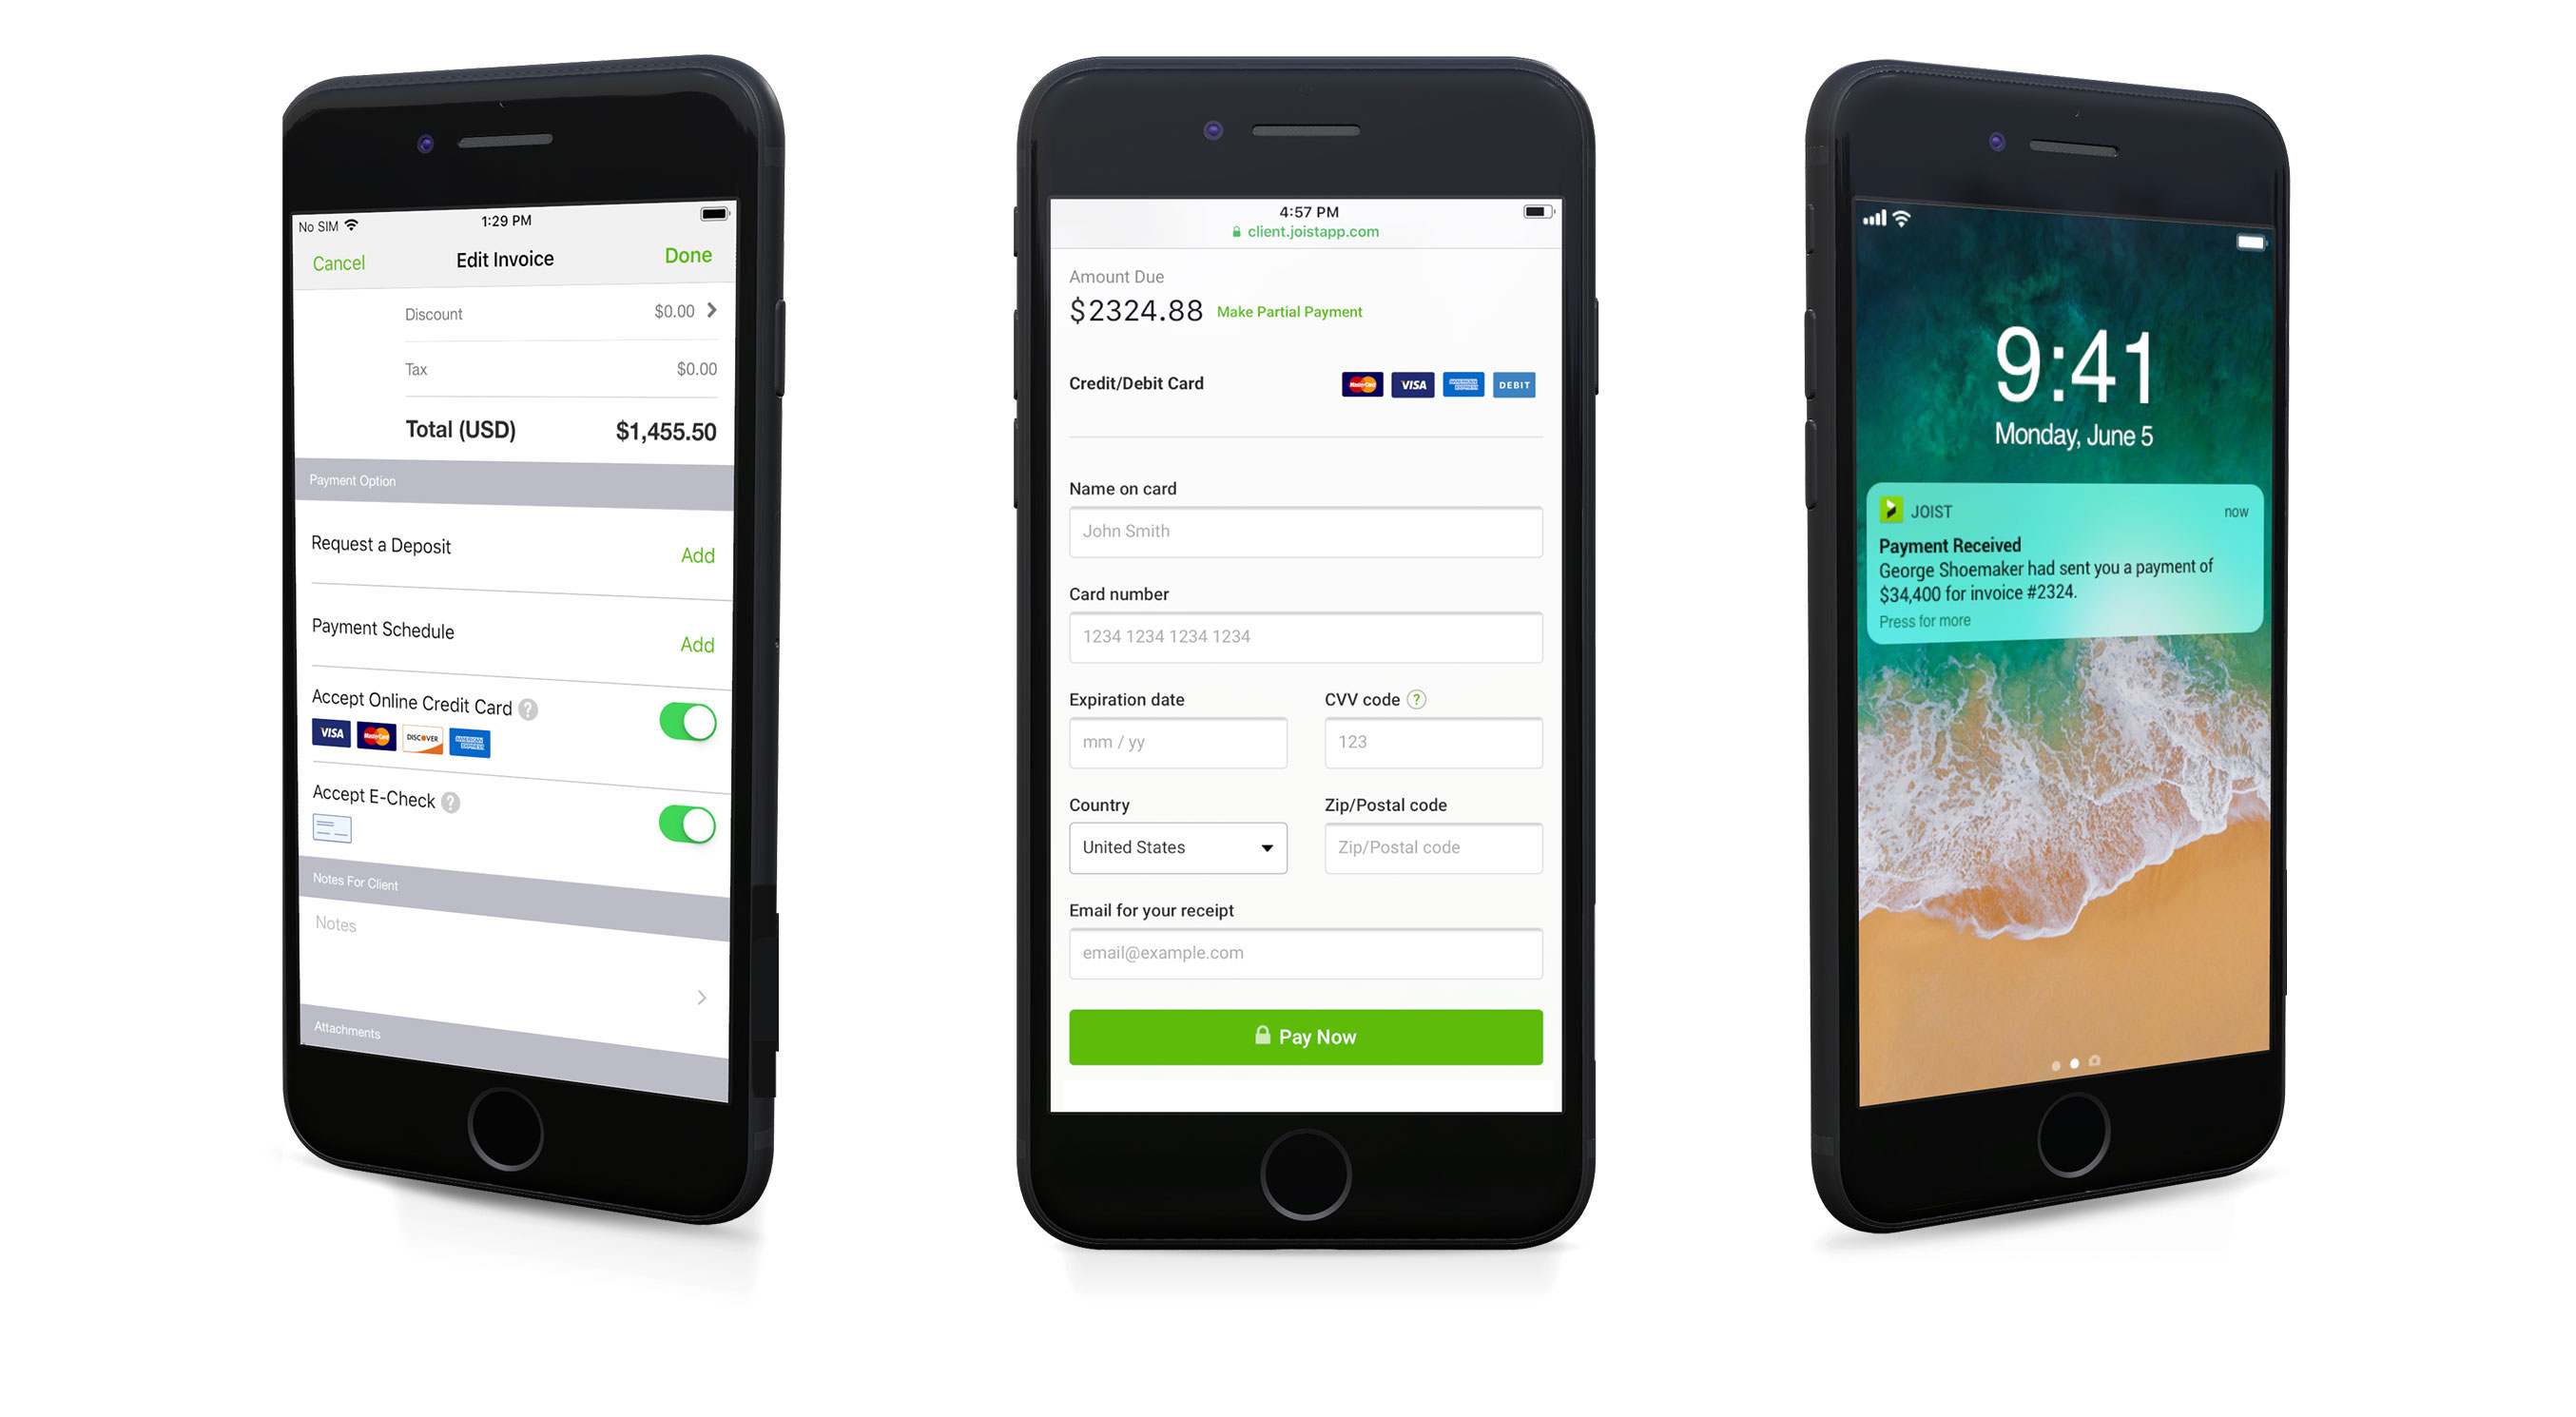 No SIM 1:29 PM
Cancel Edit Invoice Done
Discount $0.00
Tax $0.00
Total (USD) $1,455.50
Payment Option
Request a Deposit Add
Payment Schedule Add
Accept Online Credit Card ?
VISA MasterCard DISCOVER AMERICAN EXPRESS
Accept E-Check ?
Notes For Client
Notes
Attachments
4:57 PM
client.joistapp.com
Amount Due
$2324.88 Make Partial Payment
Credit/Debit Card MasterCard VISA AMERICAN EXPRESS DEBIT
Name on card
John Smith
Card number
1234 1234 1234 1234
Expiration date CVV code ?
mm / yy 123
Country Zip/Postal code
United States Zip/Postal code
Email for your receipt
email@example.com
Pay Now
9:41
Monday, June 5
JOIST now
Payment Received
George Shoemaker had sent you a payment of
$34,400 for invoice #2324.
Press for more